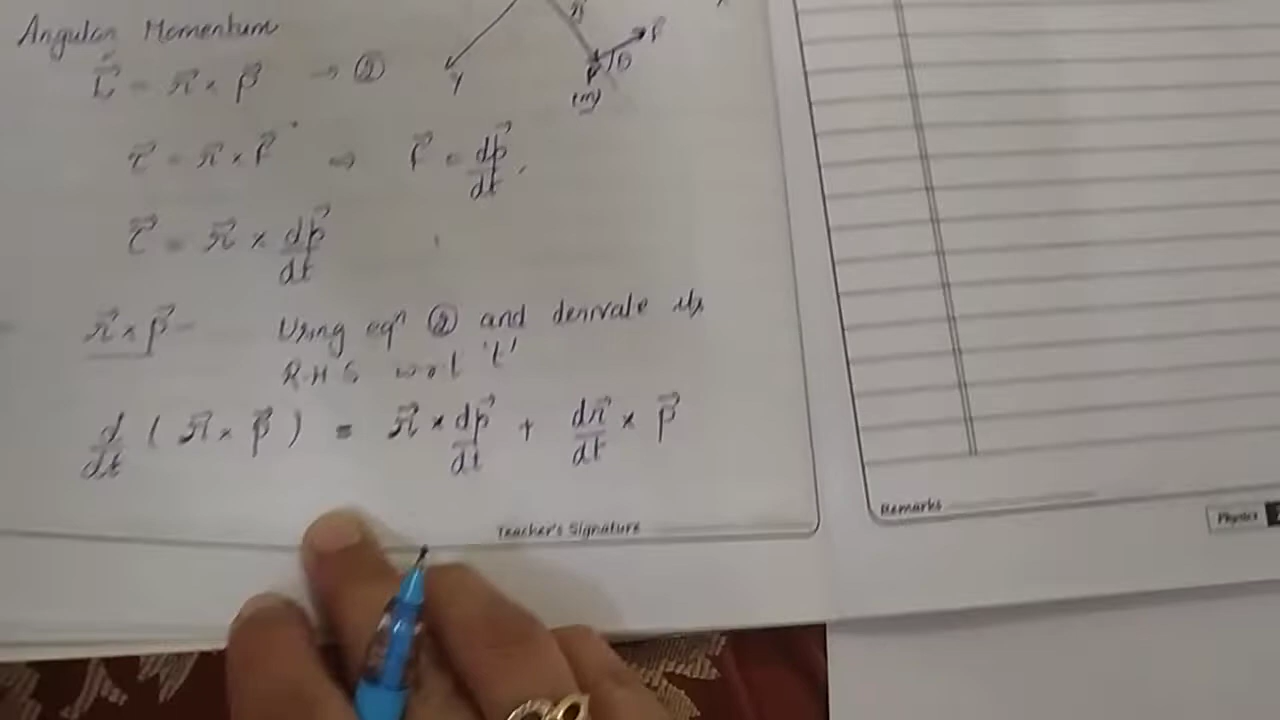 Angular Momentum
L⃗ = r⃗ × p⃗ → ②
Y
(m)
τ⃗ = r⃗ × F⃗ ⇒ F⃗ = dp⃗/dt
τ⃗ = r⃗ × dp⃗/dt
r⃗ × p⃗ – Using eqⁿ ② and derivate its
R.H.S w.r.t 't'
d/dt ( r⃗ × p⃗ ) = r⃗ × dp⃗/dt + dr⃗/dt × p⃗
Teacher's Signature
Remarks
Physics